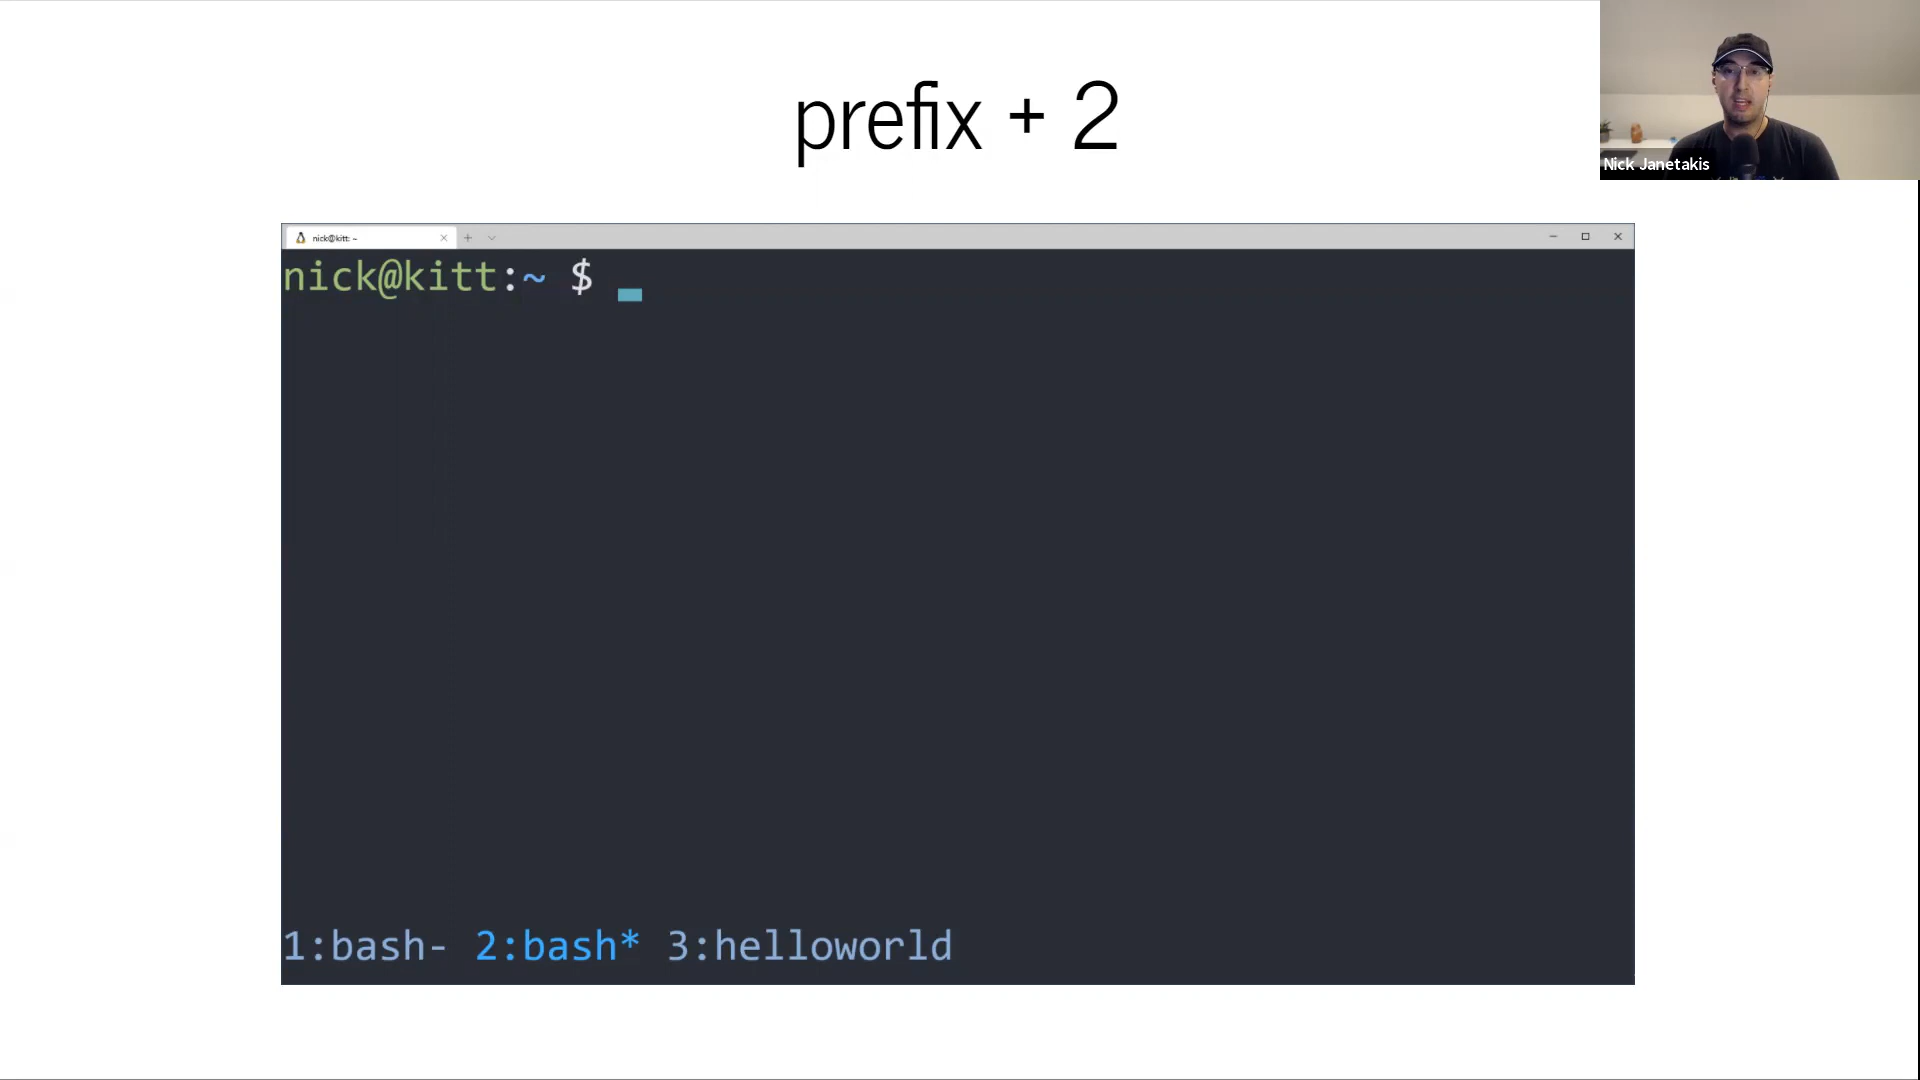 prefix + 2
Nick Janetakis
nick@kitt: ~
nick@kitt:~ $
1:bash- 2:bash* 3:helloworld